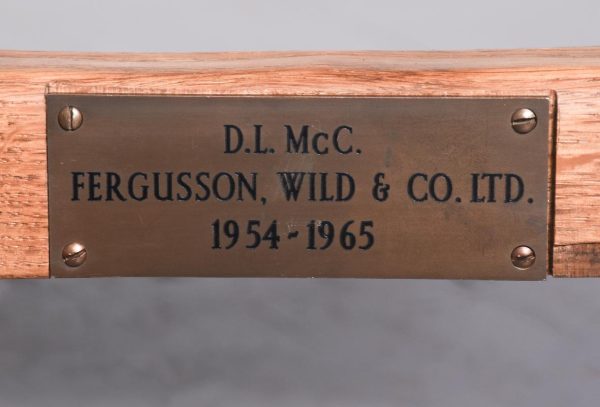 D.L. McC.
FERGUSSON, WILD & CO. LTD.
1954-1965